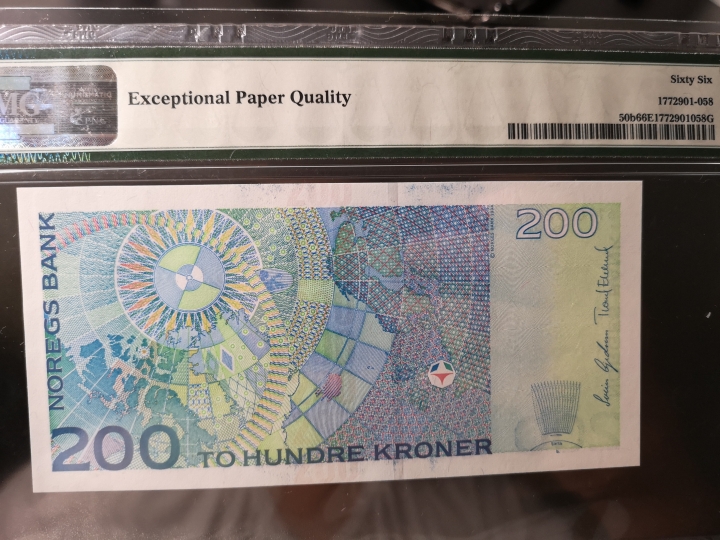 Exceptional Paper Quality
Sixty Six
1772901-058
50b66E1772901058G
NOREGS BANK
200
200
TO HUNDRE KRONER